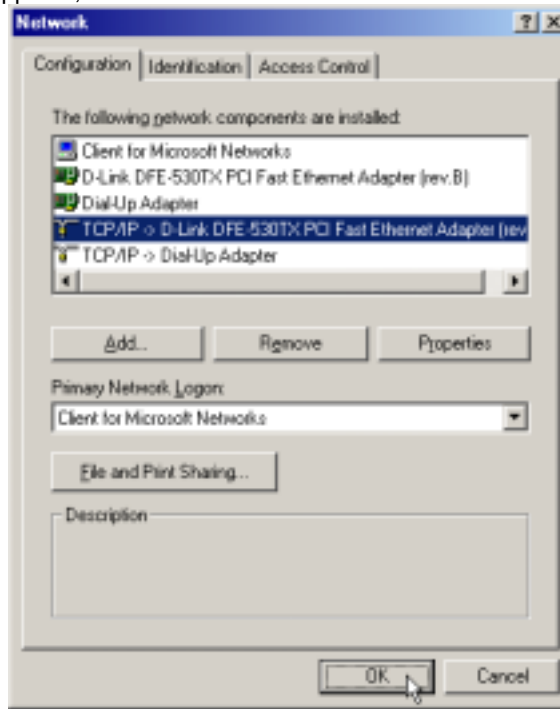 Network
Configuration Identification Access Control
The following network components are installed:
Client for Microsoft Networks
D-Link DFE-530TX PCI Fast Ethernet Adapter (rev.B)
Dial-Up Adapter
TCP/IP -> D-Link DFE-530TX PCI Fast Ethernet Adapter (rev
TCP/IP -> Dial-Up Adapter
Add... Remove Properties
Primary Network Logon:
Client for Microsoft Networks
File and Print Sharing...
Description
OK Cancel